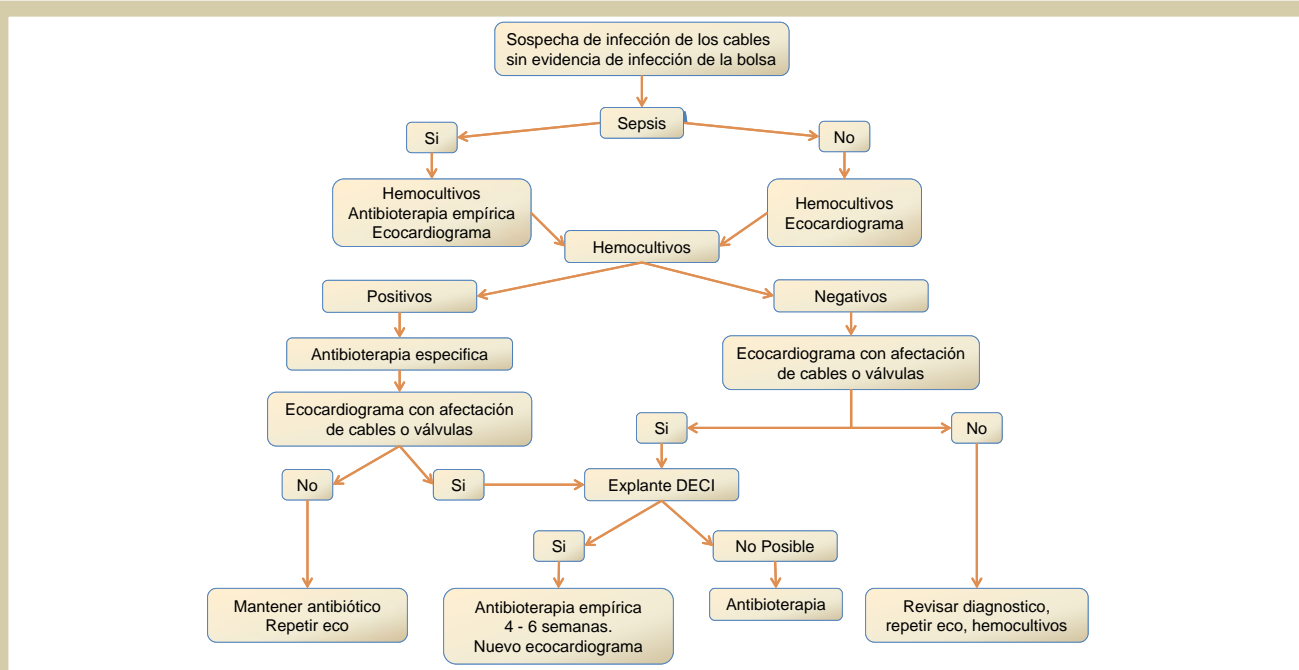 Sospecha de infección de los cables
sin evidencia de infección de la bolsa
Sepsis
Si
No
Hemocultivos
Antibioterapia empírica
Ecocardiograma
Hemocultivos
Ecocardiograma
Hemocultivos
Positivos
Negativos
Antibioterapia especifica
Ecocardiograma con afectación
de cables o válvulas
Ecocardiograma con afectación
de cables o válvulas
Si
No
No
Si
Explante DECI
Si
No Posible
Mantener antibiótico
Repetir eco
Antibioterapia empírica
4 - 6 semanas.
Nuevo ecocardiograma
Antibioterapia
Revisar diagnostico,
repetir eco, hemocultivos